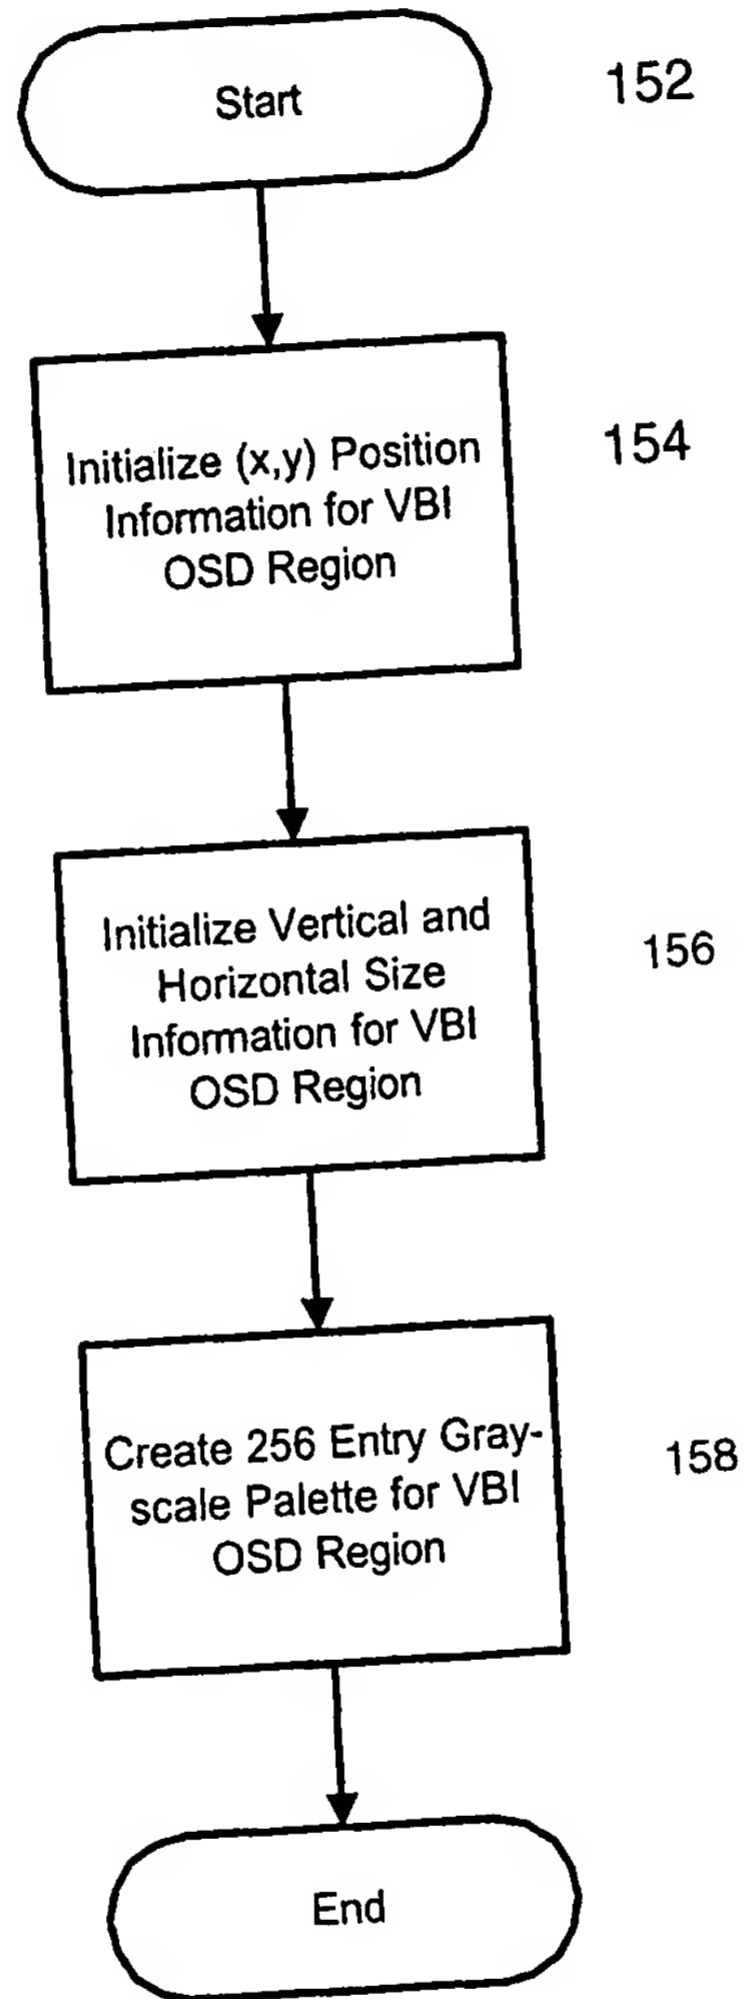 Start
152
Initialize (x,y) Position
Information for VBI
OSD Region
154
Initialize Vertical and
Horizontal Size
Information for VBI
OSD Region
156
Create 256 Entry Gray-
scale Palette for VBI
OSD Region
158
End